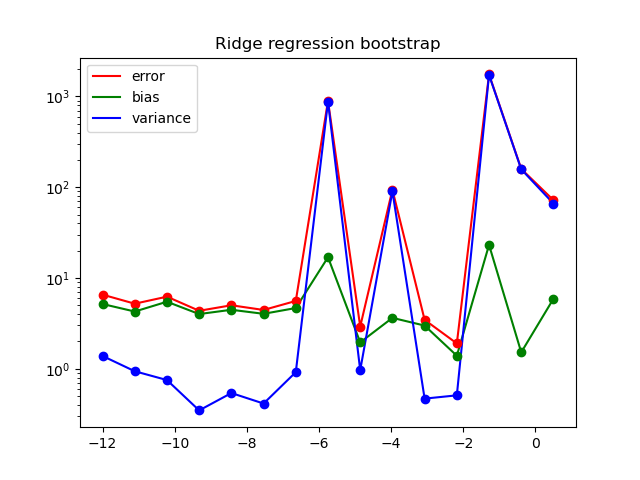 Ridge regression bootstrap
error
bias
variance
10³
10²
10¹
10⁰
−12 −10 −8 −6 −4 −2 0